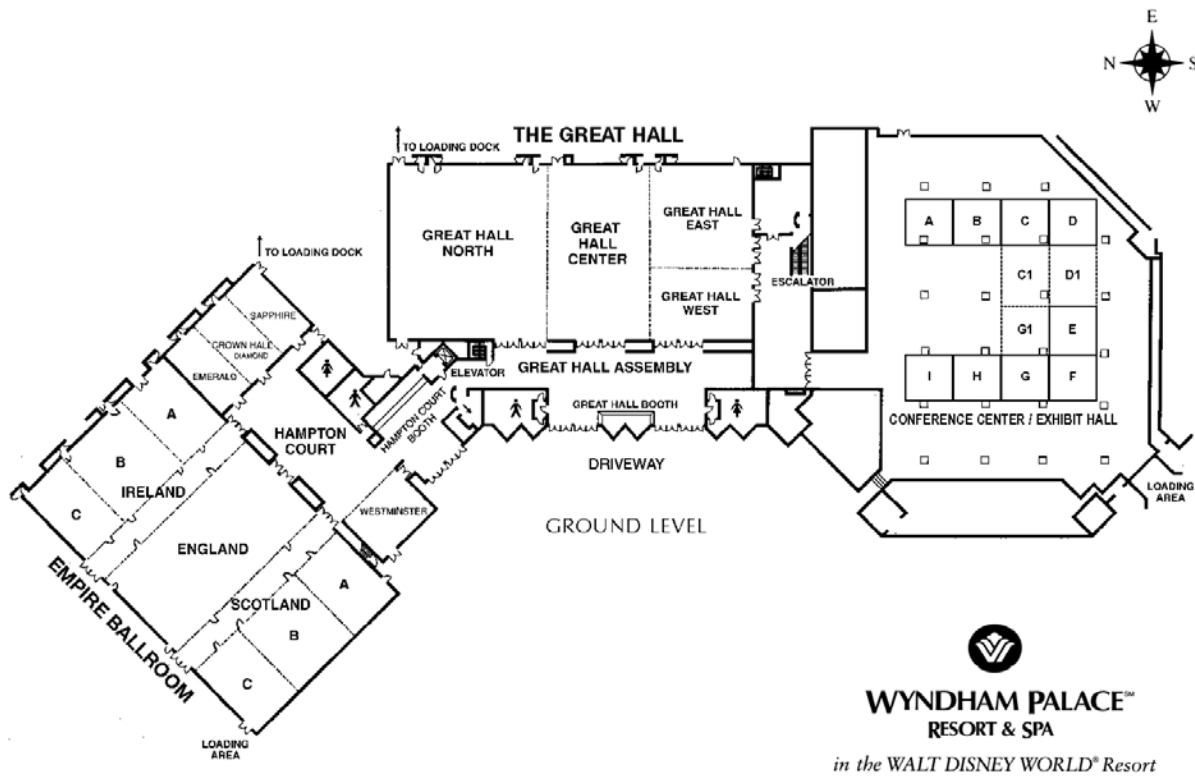 E
N
S
W
THE GREAT HALL
TO LOADING DOCK
GREAT HALL
NORTH
GREAT
HALL
CENTER
GREAT HALL
EAST
GREAT HALL
WEST
ESCALATOR
A
B
C
D
C1
D1
G1
E
I
H
G
F
CONFERENCE CENTER / EXHIBIT HALL
LOADING
AREA
TO LOADING DOCK
SAPPHIRE
CROWN HALL
DIAMOND
EMERALD
ELEVATOR
GREAT HALL ASSEMBLY
GREAT HALL BOOTH
HAMPTON COURT
BOOTH
HAMPTON
COURT
DRIVEWAY
WESTMINSTER
GROUND LEVEL
A
B
IRELAND
C
ENGLAND
SCOTLAND
A
B
C
EMPIRE BALLROOM
LOADING
AREA
WYNDHAM PALACE℠
RESORT & SPA
in the WALT DISNEY WORLD® Resort